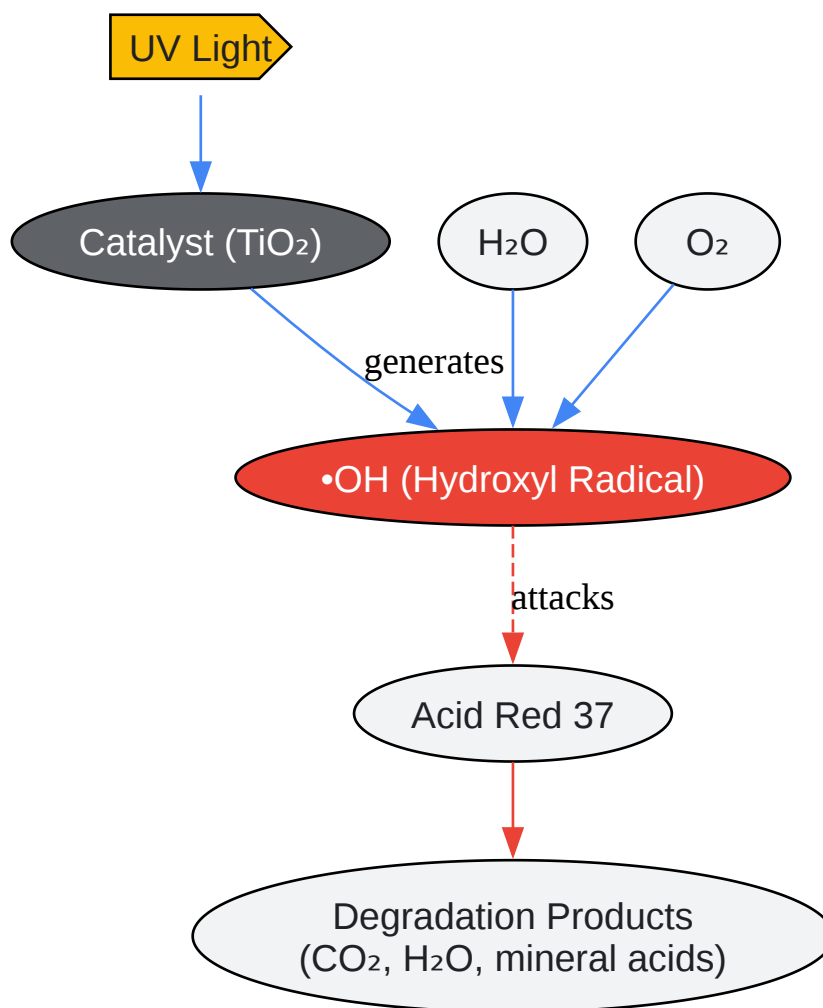 UV Light
Catalyst (TiO₂)
H₂O
O₂
generates
•OH (Hydroxyl Radical)
attacks
Acid Red 37
Degradation Products
(CO₂, H₂O, mineral acids)